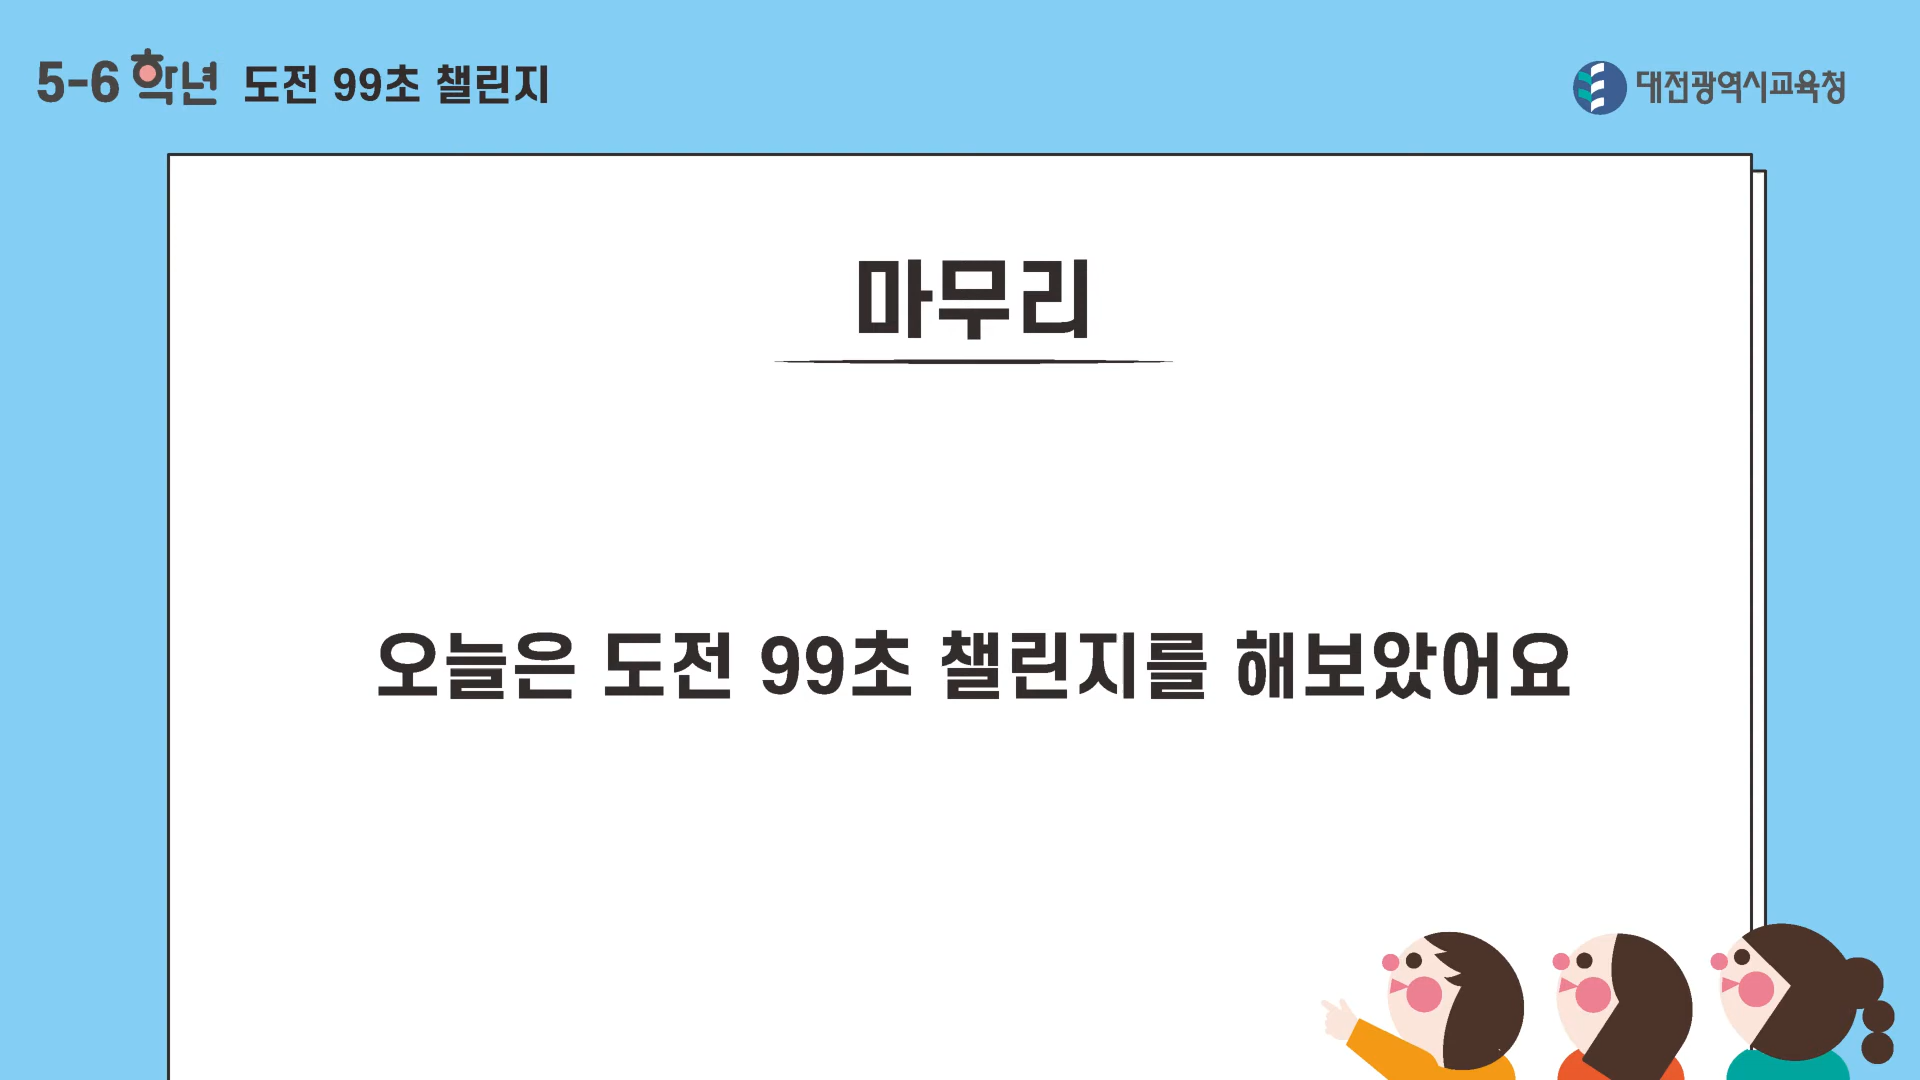 5-6학년 도전 99초 챌린지
대전광역시교육청
마무리
오늘은 도전 99초 챌린지를 해보았어요